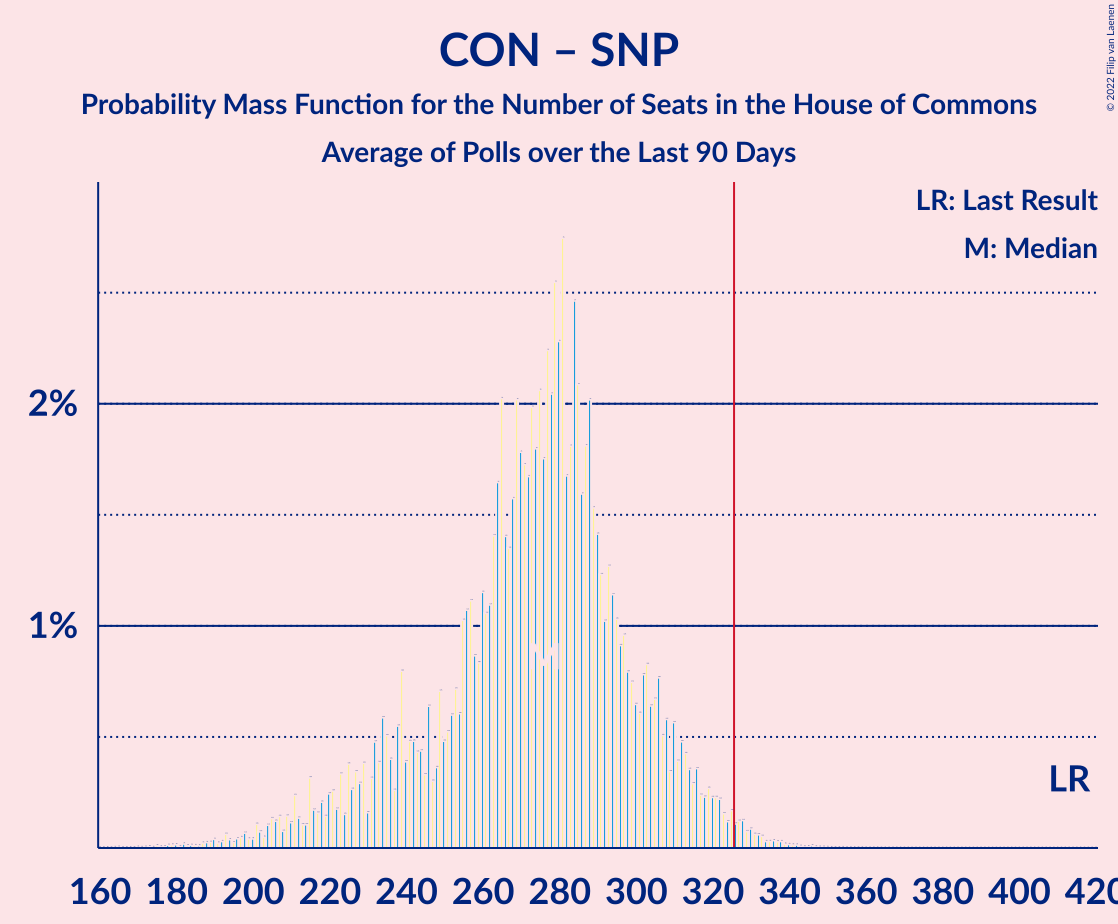 CON – SNP
Probability Mass Function for the Number of Seats in the House of Commons
Average of Polls over the Last 90 Days
© 2022 Filip van Laenen
LR: Last Result
M: Median
2%
1%
LR
160 180 200 220 240 260 280 300 320 340 360 380 400 420